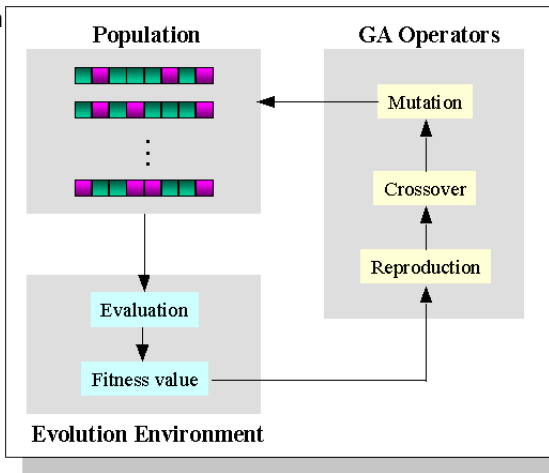 Population
GA Operators
Mutation
Crossover
Reproduction
Evaluation
Fitness value
Evolution Environment